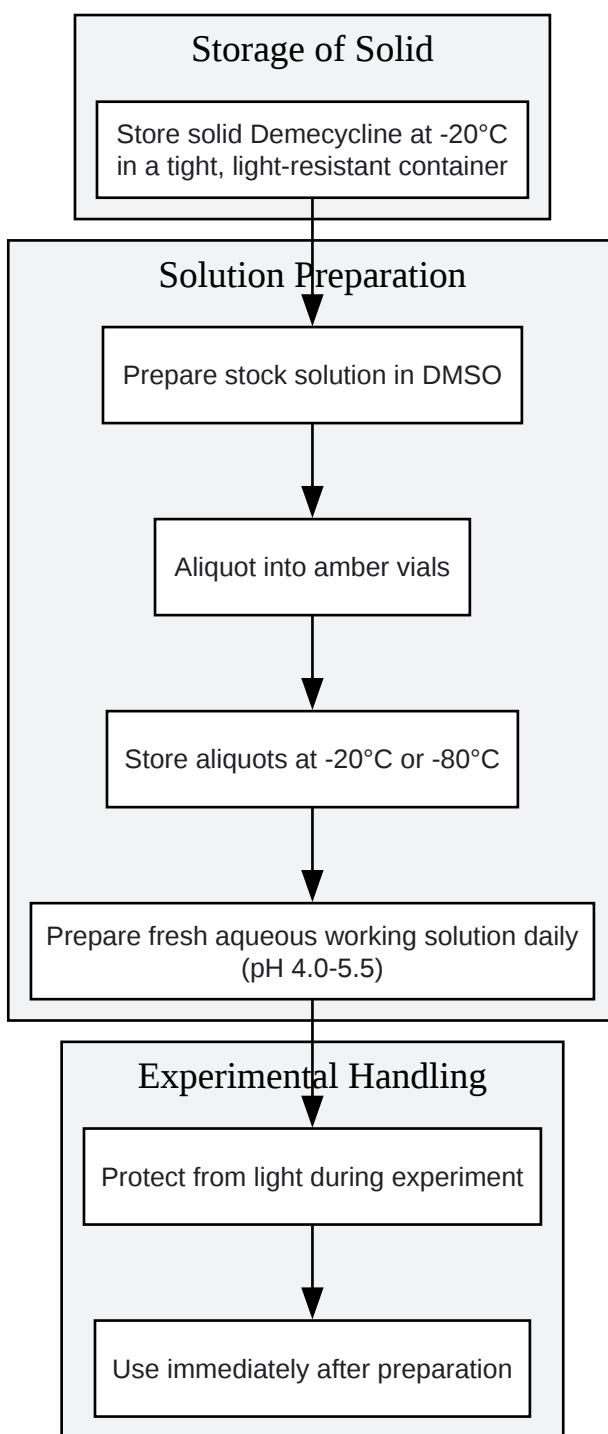 Storage of Solid
Store solid Demecycline at -20°C
in a tight, light-resistant container
Solution Preparation
Prepare stock solution in DMSO
Aliquot into amber vials
Store aliquots at -20°C or -80°C
Prepare fresh aqueous working solution daily
(pH 4.0-5.5)
Experimental Handling
Protect from light during experiment
Use immediately after preparation